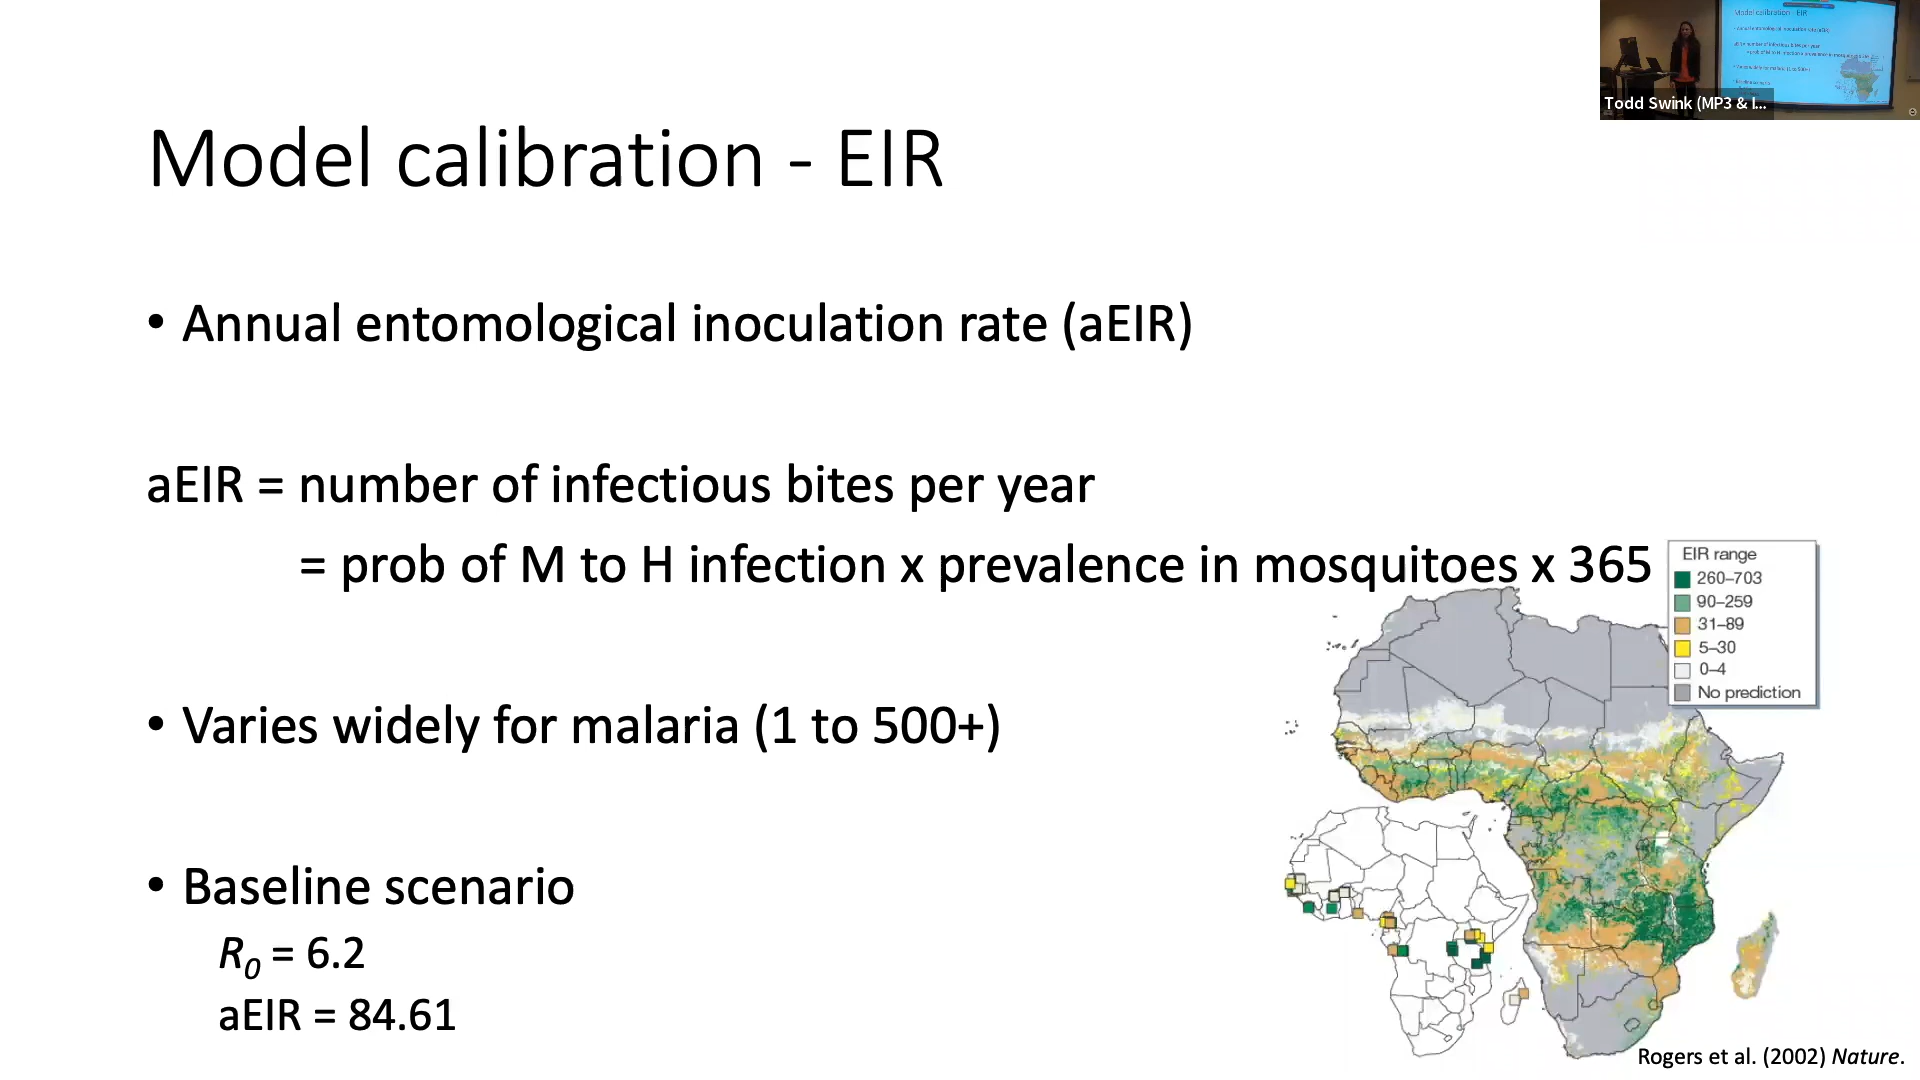 Model calibration - EIR
• Annual entomological inoculation rate (aEIR)
aEIR = number of infectious bites per year
= prob of M to H infection x prevalence in mosquitoes x 365
• Varies widely for malaria (1 to 500+)
• Baseline scenario
R0 = 6.2
aEIR = 84.61
EIR range
260–703
90–259
31–89
5–30
0–4
No prediction
Rogers et al. (2002) Nature.
Todd Swink (MP3 & I...
Model calibration - EIR